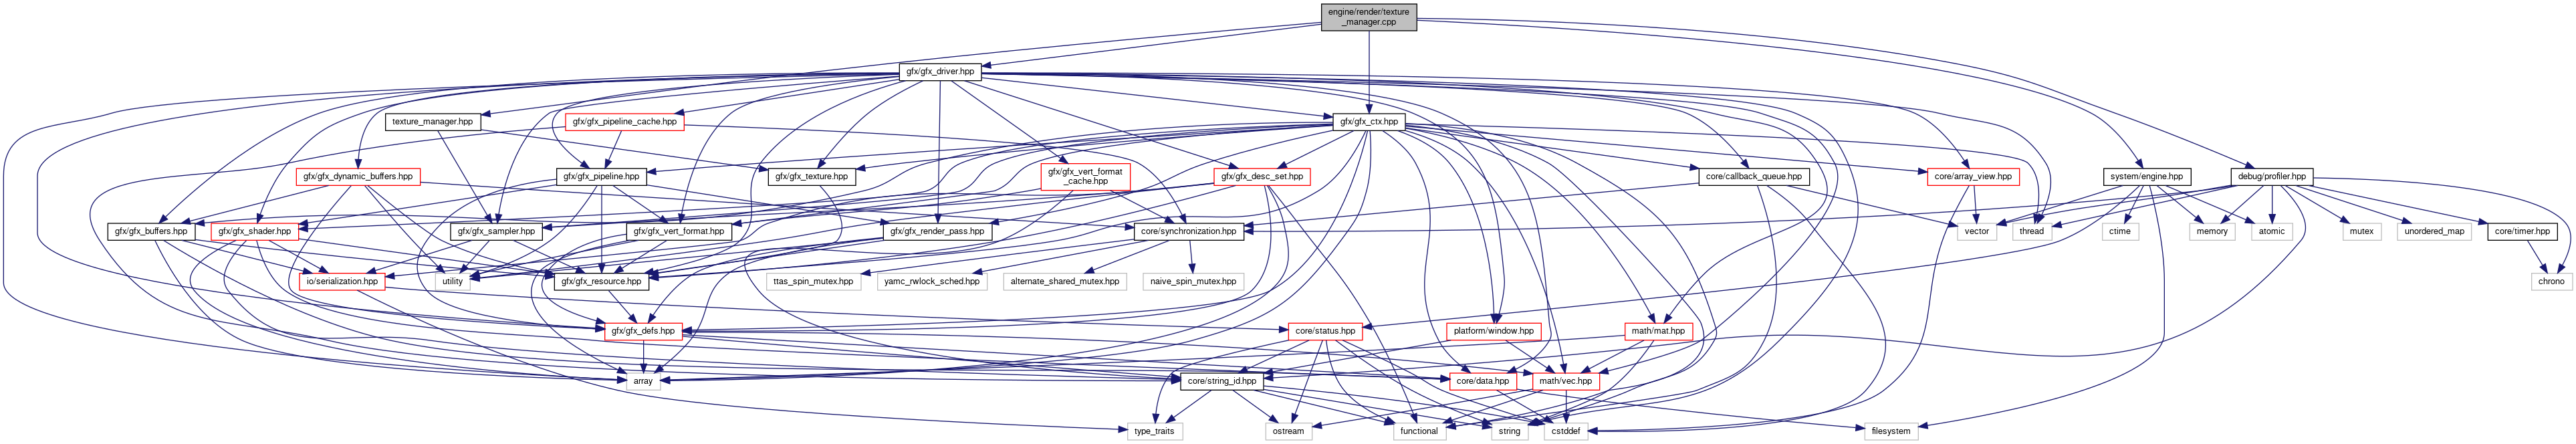 engine/render/texture
_manager.cpp
gfx/gfx_driver.hpp
texture_manager.hpp
gfx/gfx_pipeline_cache.hpp
gfx/gfx_ctx.hpp
gfx/gfx_dynamic_buffers.hpp
gfx/gfx_pipeline.hpp
gfx/gfx_texture.hpp
gfx/gfx_vert_format
_cache.hpp
gfx/gfx_desc_set.hpp
core/callback_queue.hpp
core/array_view.hpp
system/engine.hpp
debug/profiler.hpp
gfx/gfx_buffers.hpp
gfx/gfx_shader.hpp
gfx/gfx_sampler.hpp
gfx/gfx_vert_format.hpp
gfx/gfx_render_pass.hpp
core/synchronization.hpp
vector
thread
ctime
memory
atomic
mutex
unordered_map
core/timer.hpp
io/serialization.hpp
utility
gfx/gfx_resource.hpp
ttas_spin_mutex.hpp
yamc_rwlock_sched.hpp
alternate_shared_mutex.hpp
naive_spin_mutex.hpp
chrono
gfx/gfx_defs.hpp
core/status.hpp
platform/window.hpp
math/mat.hpp
array
core/string_id.hpp
core/data.hpp
math/vec.hpp
type_traits
ostream
functional
string
cstddef
filesystem